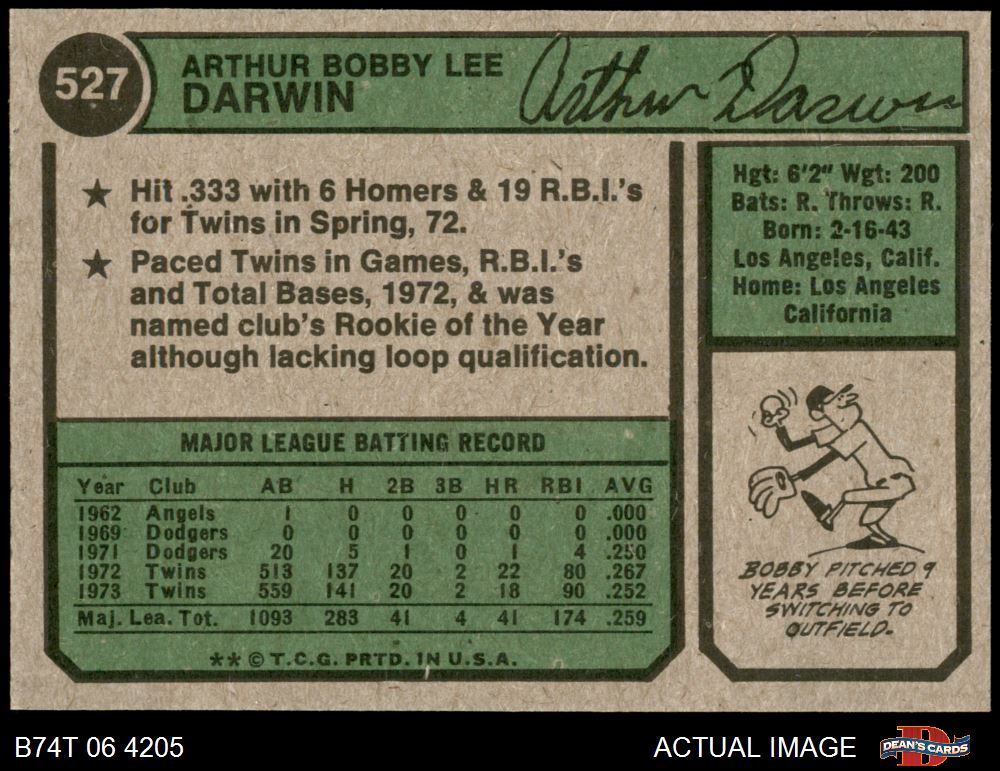 527
ARTHUR BOBBY LEE
DARWIN
Arthur Darwin
★ Hit .333 with 6 Homers & 19 R.B.I.'s
for Twins in Spring, 72.
★ Paced Twins in Games, R.B.I.'s
and Total Bases, 1972, & was
named club's Rookie of the Year
although lacking loop qualification.
Hgt: 6'2" Wgt: 200
Bats: R. Throws: R.
Born: 2-16-43
Los Angeles, Calif.
Home: Los Angeles
California
MAJOR LEAGUE BATTING RECORD
Year Club AB H 2B 3B HR RBI AVG
1962 Angels 1 0 0 0 0 0 .000
1969 Dodgers 0 0 0 0 0 0 .000
1971 Dodgers 20 5 1 0 1 4 .250
1972 Twins 513 137 20 2 22 80 .267
1973 Twins 559 141 20 2 18 90 .252
Maj. Lea. Tot. 1093 283 41 4 41 174 .259
** © T.C.G. PRTD. IN U.S.A.
BOBBY PITCHED 9
YEARS BEFORE
SWITCHING TO
OUTFIELD.
B74T 06 4205
ACTUAL IMAGE
DEAN'S CARDS